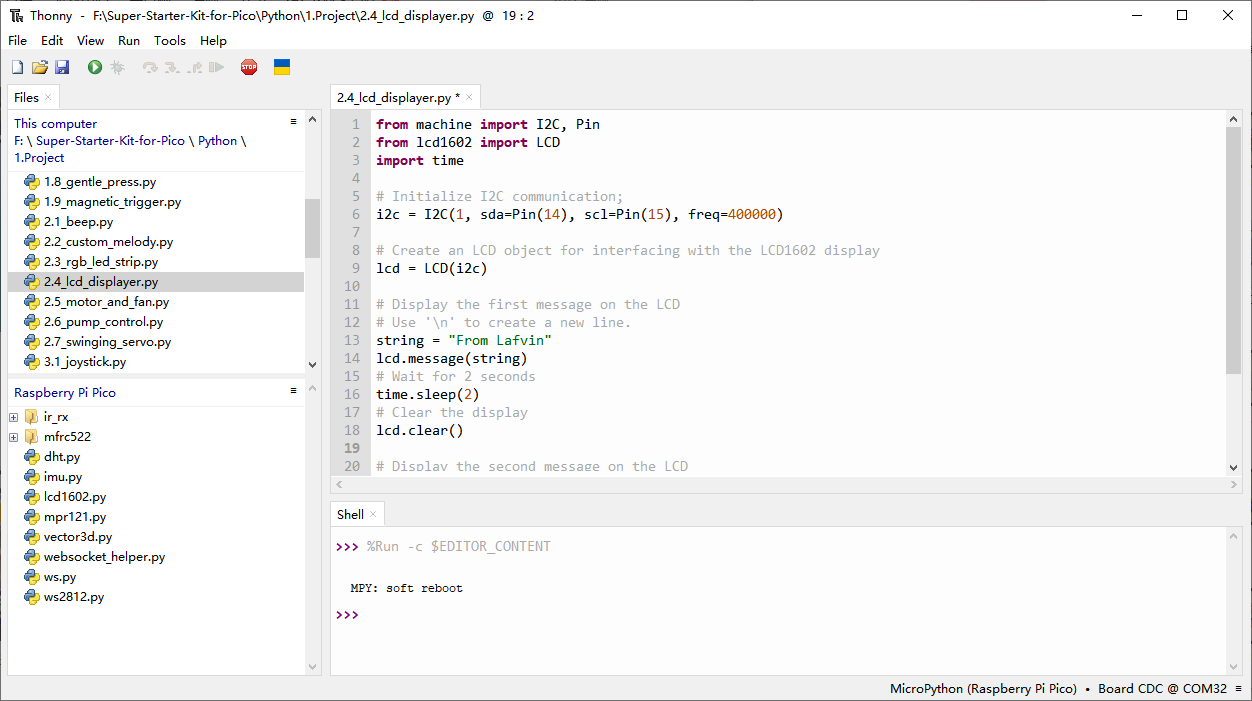 Thonny - F:\Super-Starter-Kit-for-Pico\Python\1.Project\2.4_lcd_displayer.py @ 19 : 2
File Edit View Run Tools Help
STOP
Files
This computer
F: \ Super-Starter-Kit-for-Pico \ Python \
1.Project
1.8_gentle_press.py
1.9_magnetic_trigger.py
2.1_beep.py
2.2_custom_melody.py
2.3_rgb_led_strip.py
2.4_lcd_displayer.py
2.5_motor_and_fan.py
2.6_pump_control.py
2.7_swinging_servo.py
3.1_joystick.py
Raspberry Pi Pico
ir_rx
mfrc522
dht.py
imu.py
lcd1602.py
mpr121.py
vector3d.py
websocket_helper.py
ws.py
ws2812.py
2.4_lcd_displayer.py *
1 from machine import I2C, Pin
2 from lcd1602 import LCD
3 import time
4
5 # Initialize I2C communication;
6 i2c = I2C(1, sda=Pin(14), scl=Pin(15), freq=400000)
7
8 # Create an LCD object for interfacing with the LCD1602 display
9 lcd = LCD(i2c)
10
11 # Display the first message on the LCD
12 # Use '\n' to create a new line.
13 string = "From Lafvin"
14 lcd.message(string)
15 # Wait for 2 seconds
16 time.sleep(2)
17 # Clear the display
18 lcd.clear()
19
20 # Display the second message on the LCD
Shell
>>> %Run -c $EDITOR_CONTENT
MPY: soft reboot
>>>
MicroPython (Raspberry Pi Pico) • Board CDC @ COM32